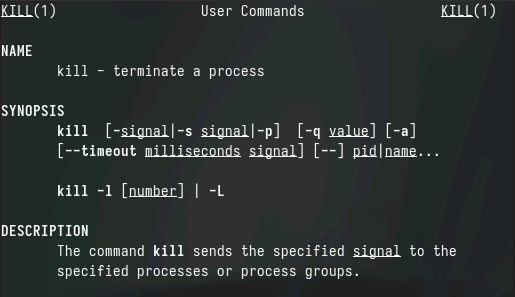 KILL(1) User Commands KILL(1)
NAME
kill - terminate a process
SYNOPSIS
kill [-signal|-s signal|-p] [-q value] [-a]
[--timeout milliseconds signal] [--] pid|name...
kill -l [number] | -L
DESCRIPTION
The command kill sends the specified signal to the
specified processes or process groups.